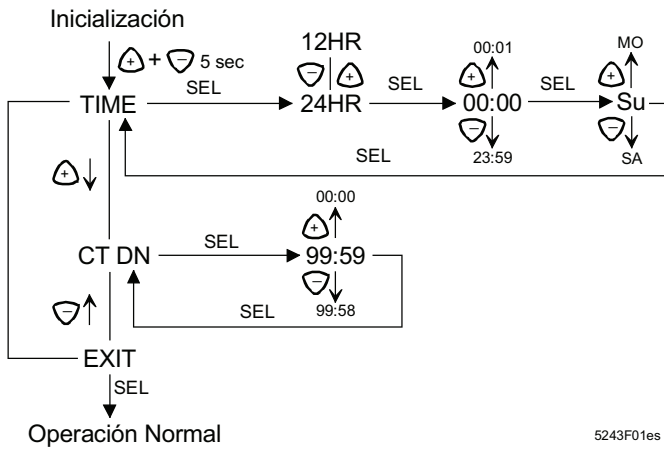 Inicialización
+ + − 5 sec
12HR
− +
00:01
MO
TIME
SEL
24HR
SEL
+
00:00
−
SEL
+
Su
−
23:59
SA
SEL
+
00:00
+
CT DN
SEL
99:59
−
SEL
99:58
−
EXIT
SEL
Operación Normal
5243F01es